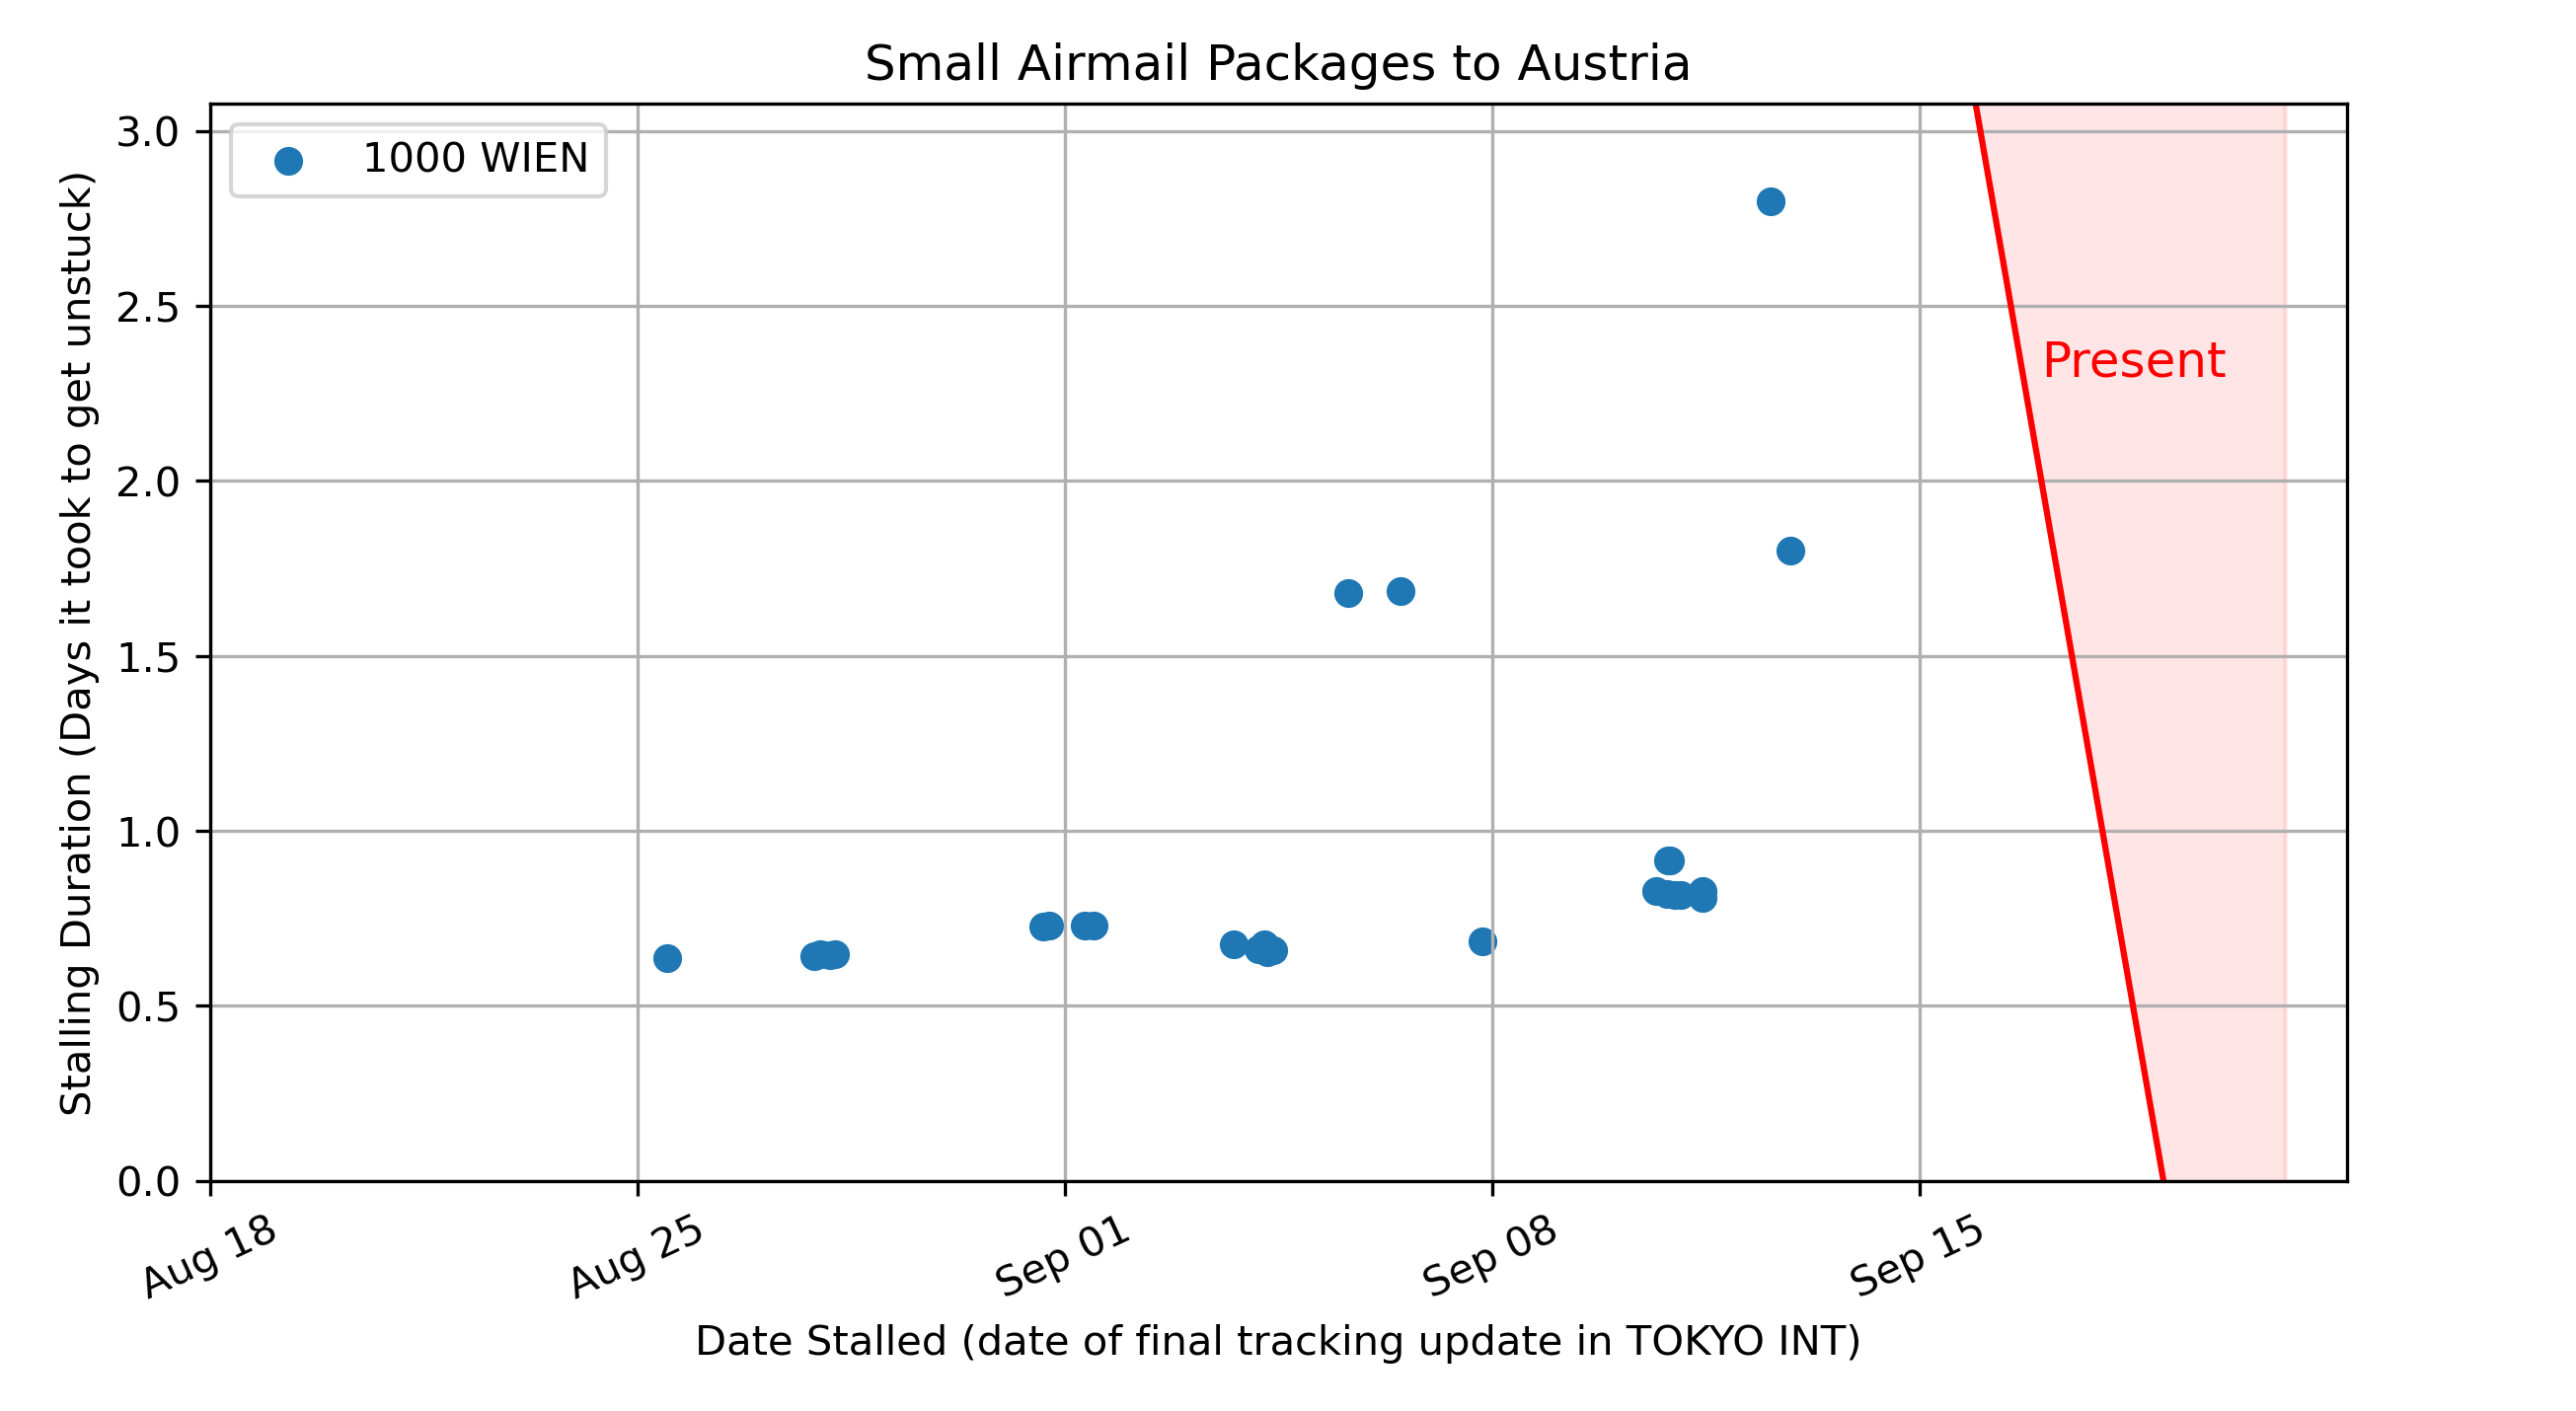 Small Airmail Packages to Austria
1000 WIEN
Present
Stalling Duration (Days it took to get unstuck)
3.0
2.5
2.0
1.5
1.0
0.5
0.0
Aug 18
Aug 25
Sep 01
Sep 08
Sep 15
Date Stalled (date of final tracking update in TOKYO INT)